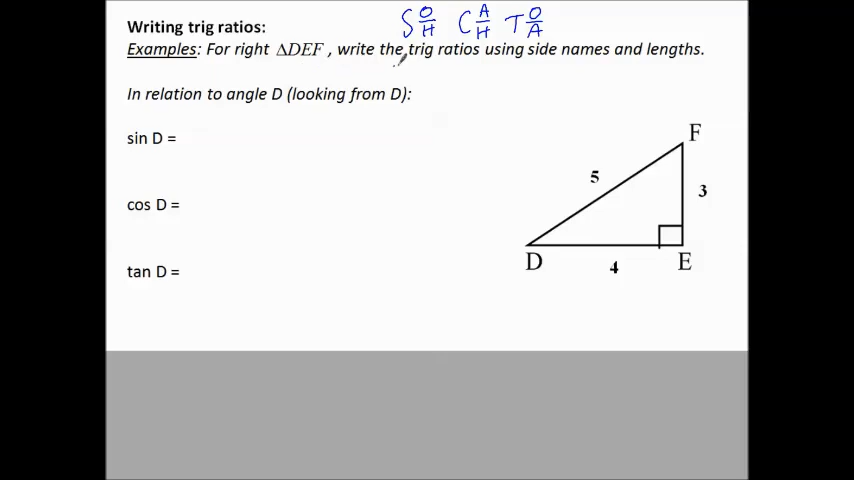 Writing trig ratios: S O/H C A/H T O/A
Examples: For right ΔDEF , write the trig ratios using side names and lengths.
In relation to angle D (looking from D):
sin D =
cos D =
tan D =
F
5
3
D
E
4